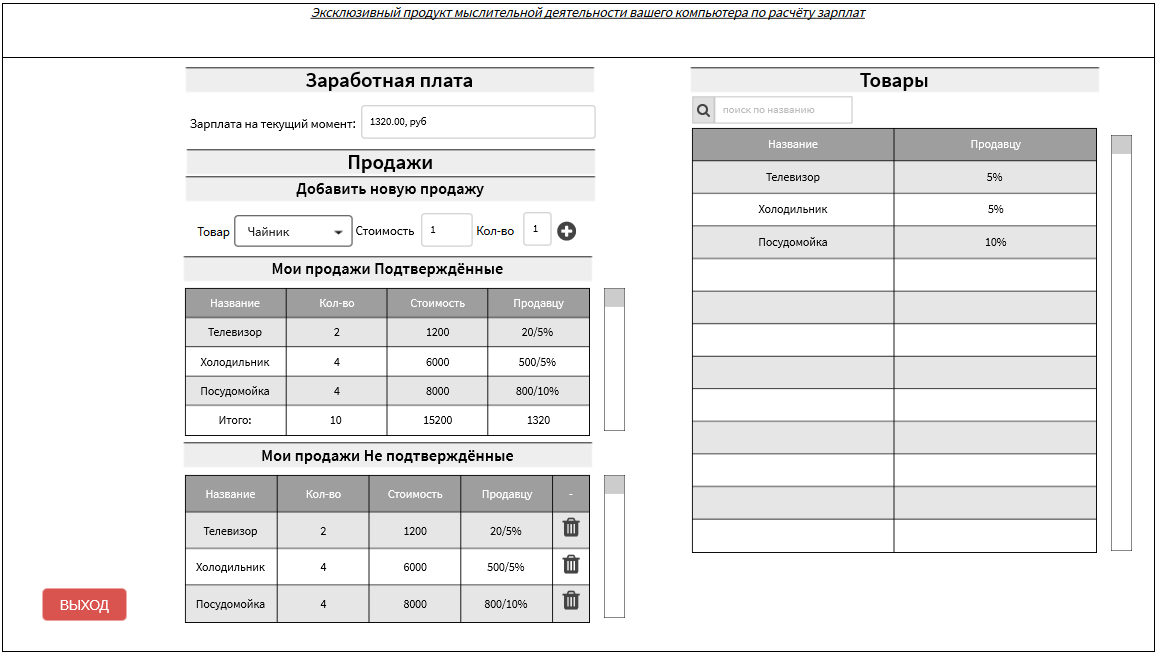 Эксклюзивный продукт мыслительной деятельности вашего компьютера по расчёту зарплат
Заработная плата
Зарплата на текущий момент: 1320.00, руб
Продажи
Добавить новую продажу
Товар Чайник Стоимость 1 Кол-во 1
Мои продажи Подтверждённые
Название Кол-во Стоимость Продавцу
Телевизор 2 1200 20/5%
Холодильник 4 6000 500/5%
Посудомойка 4 8000 800/10%
Итого: 10 15200 1320
Мои продажи Не подтверждённые
Название Кол-во Стоимость Продавцу -
Телевизор 2 1200 20/5%
Холодильник 4 6000 500/5%
Посудомойка 4 8000 800/10%
ВЫХОД
Товары
поиск по названию
Название Продавцу
Телевизор 5%
Холодильник 5%
Посудомойка 10%